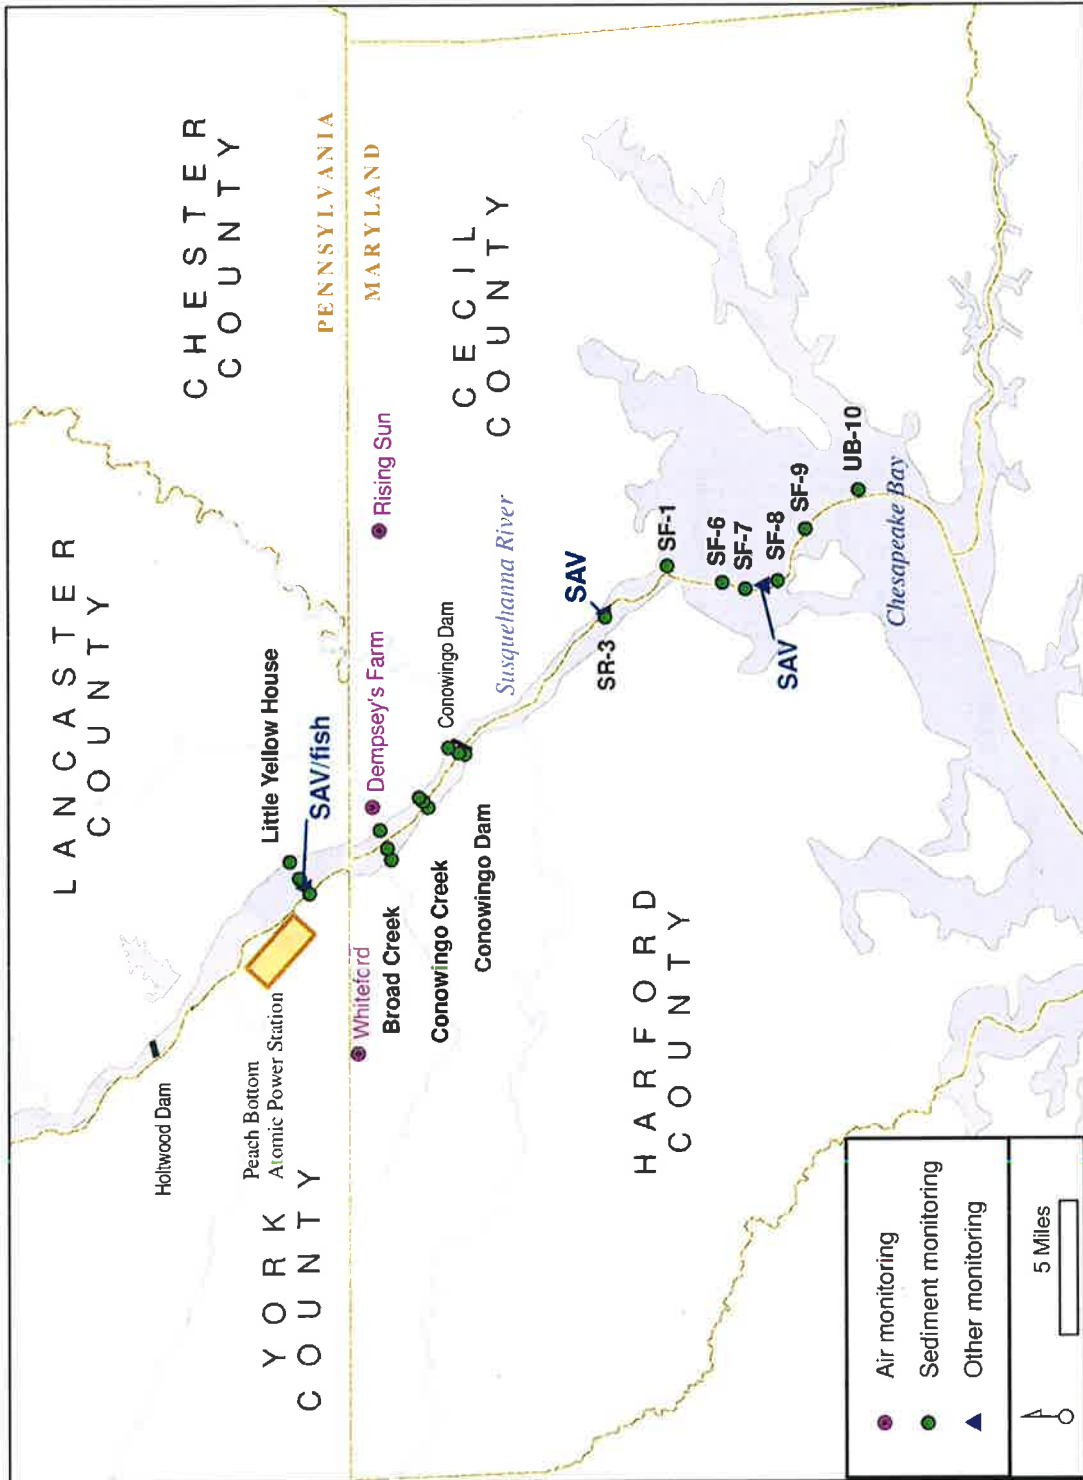 LANCASTER
COUNTY
CHESTER
COUNTY
Holtwood Dam
Peach Bottom
Atomic Power Station
YORK
COUNTY
Little Yellow House
SAV/fish
PENNSYLVANIA
MARYLAND
Whiteford
Dempsey's Farm
Rising Sun
Broad Creek
Conowingo Creek
Conowingo Dam
Conowingo Dam
CECIL
COUNTY
Susquehanna River
SAV
SR-3
SF-1
HARFORD
COUNTY
SF-6
SF-7
SAV
SF-8
SF-9
UB-10
Chesapeake Bay
Air monitoring
Sediment monitoring
Other monitoring
5 Miles